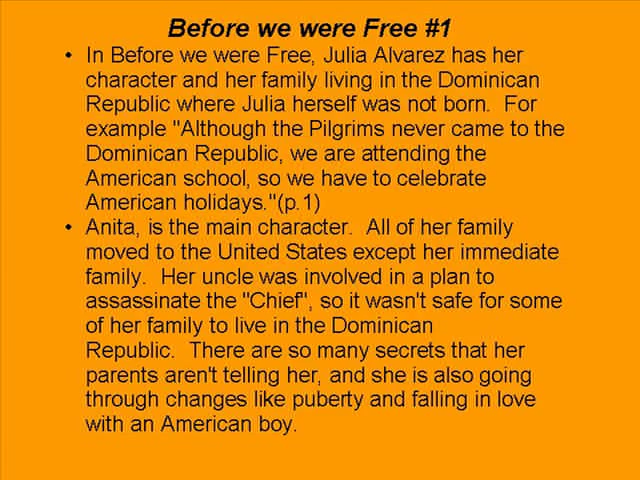 Before we were Free #1
• In Before we were Free, Julia Alvarez has her
character and her family living in the Dominican
Republic where Julia herself was not born.  For
example "Although the Pilgrims never came to the
Dominican Republic, we are attending the
American school, so we have to celebrate
American holidays."(p.1)
• Anita, is the main character.  All of her family
moved to the United States except her immediate
family.  Her uncle was involved in a plan to
assassinate the "Chief", so it wasn't safe for some
of her family to live in the Dominican
Republic.  There are so many secrets that her
parents aren't telling her, and she is also going
through changes like puberty and falling in love
with an American boy.